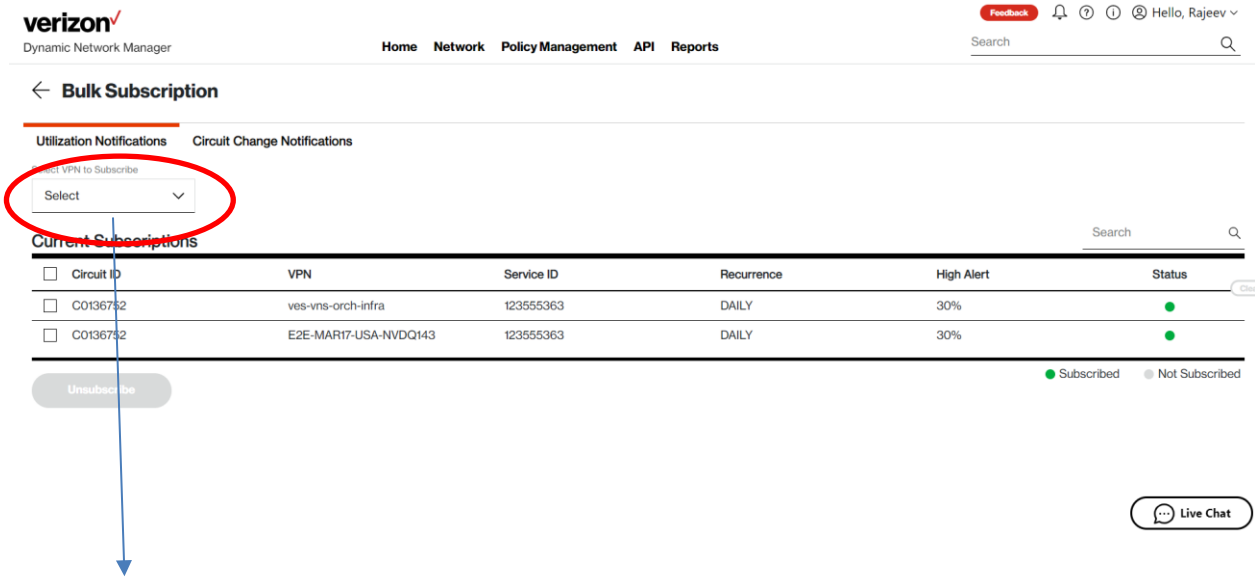 verizon
Feedback Hello, Rajeev
Dynamic Network Manager
Home Network Policy Management API Reports
Search
Bulk Subscription
Utilization Notifications Circuit Change Notifications
Select VPN to Subscribe
Select
Current Subscriptions
Search
Circuit ID VPN Service ID Recurrence High Alert Status
C0136752 ves-vns-orch-infra 123555363 DAILY 30%
C0136752 E2E-MAR17-USA-NVDQ143 123555363 DAILY 30%
Subscribed Not Subscribed
Unsubscribe
Live Chat